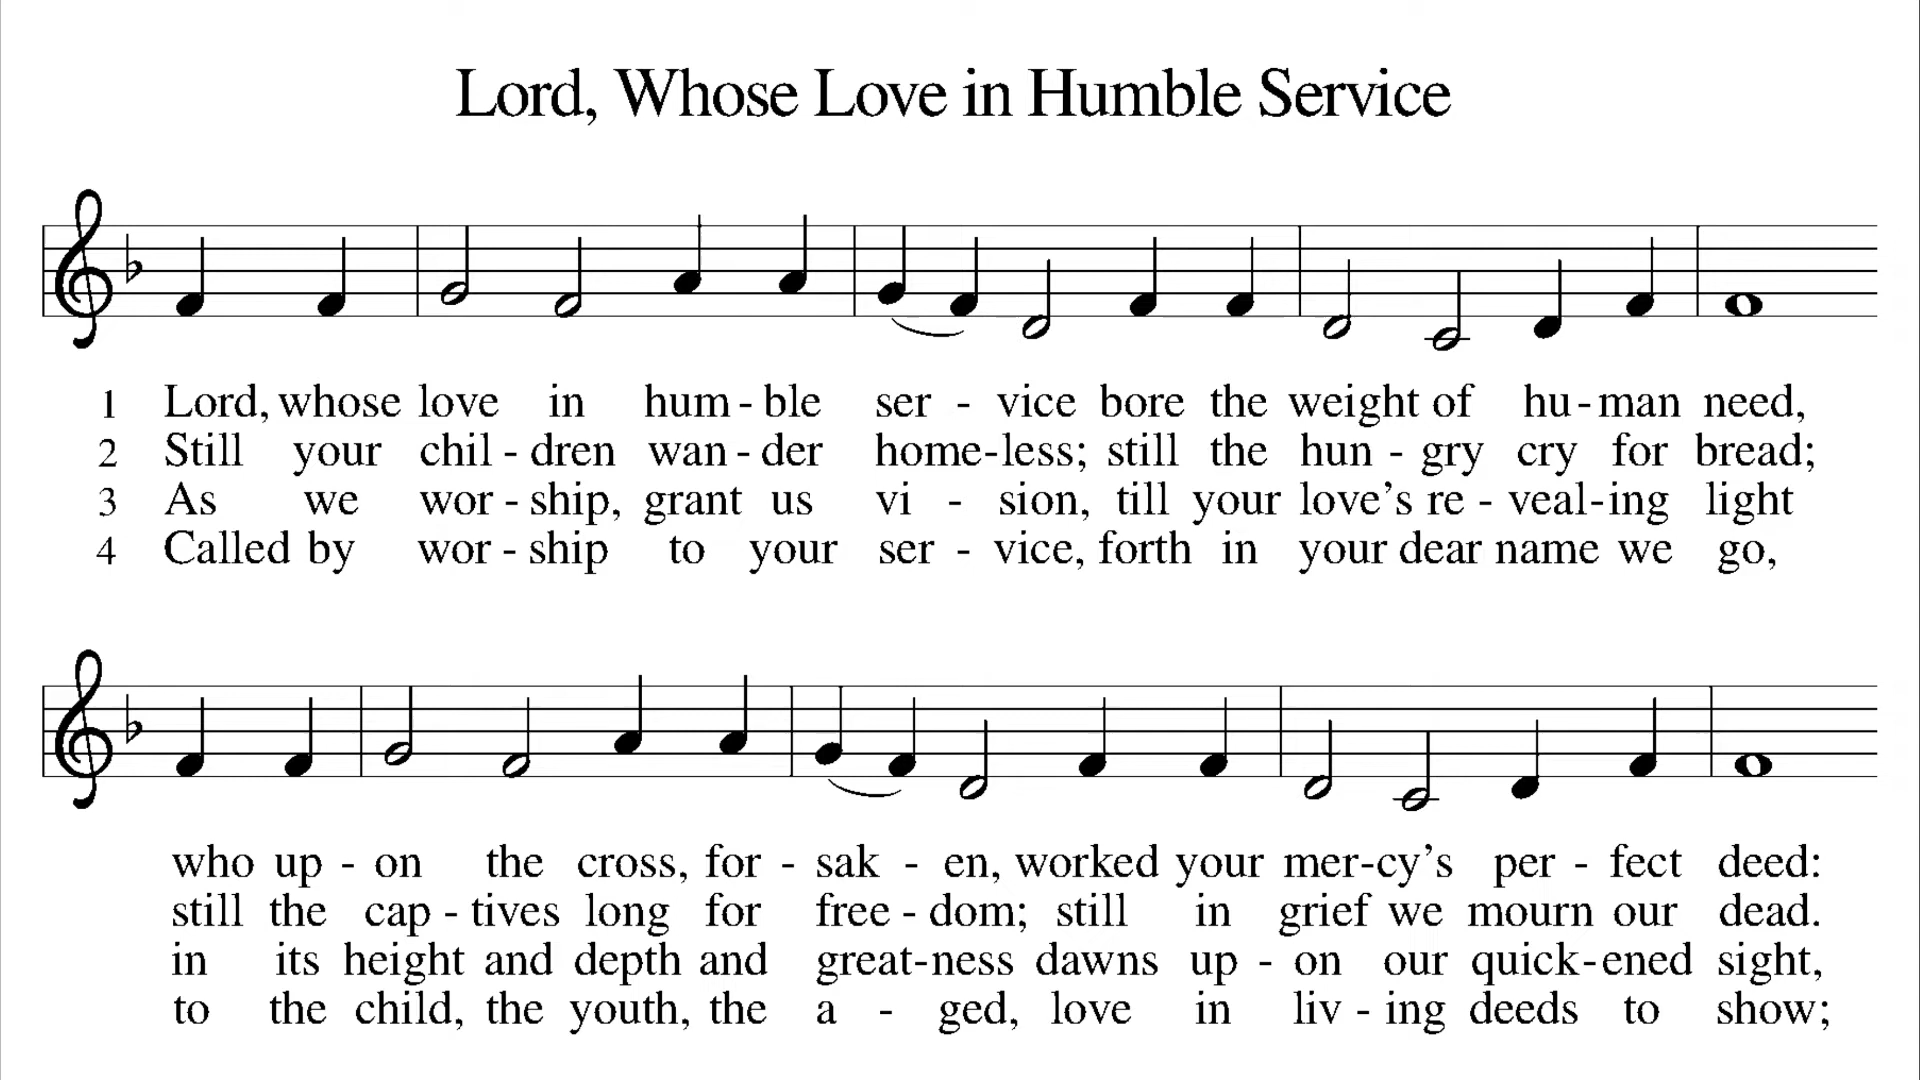 Lord, Whose Love in Humble Service
1 Lord, whose love in hum - ble ser - vice bore the weight of hu - man need,
2 Still your chil - dren wan - der home - less; still the hun - gry cry for bread;
3 As we wor - ship, grant us vi - sion, till your love's re - veal - ing light
4 Called by wor - ship to your ser - vice, forth in your dear name we go,
who up - on the cross, for - sak - en, worked your mer - cy's per - fect deed:
still the cap - tives long for free - dom; still in grief we mourn our dead.
in its height and depth and great - ness dawns up - on our quick - ened sight,
to the child, the youth, the a - ged, love in liv - ing deeds to show;